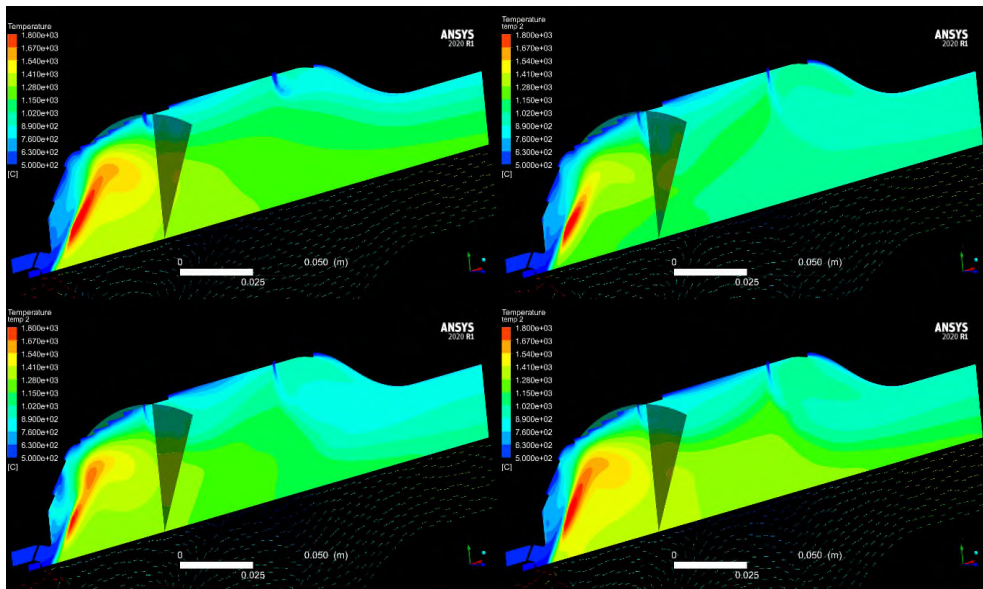 Temperature
1.800e+03
1.670e+03
1.540e+03
1.410e+03
1.280e+03
1.150e+03
1.020e+03
8.900e+02
7.600e+02
6.300e+02
5.000e+02
[C]
ANSYS
2020 R1
0
0.050 (m)
0.025
Temperature
temp 2
1.800e+03
1.670e+03
1.540e+03
1.410e+03
1.280e+03
1.150e+03
1.020e+03
8.900e+02
7.600e+02
6.300e+02
5.000e+02
[C]
ANSYS
2020 R1
0
0.050 (m)
0.025
Temperature
temp 2
1.800e+03
1.670e+03
1.540e+03
1.410e+03
1.280e+03
1.150e+03
1.020e+03
8.900e+02
7.600e+02
6.300e+02
5.000e+02
[C]
ANSYS
2020 R1
0
0.050 (m)
0.025
Temperature
temp 2
1.800e+03
1.670e+03
1.540e+03
1.410e+03
1.280e+03
1.150e+03
1.020e+03
8.900e+02
7.600e+02
6.300e+02
5.000e+02
[C]
ANSYS
2020 R1
0
0.050 (m)
0.025